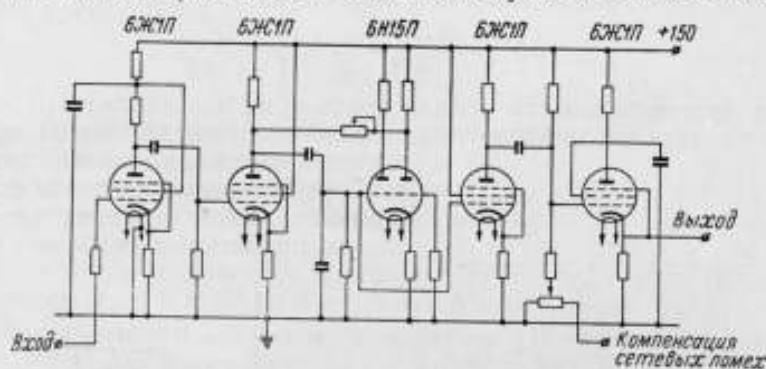 6Ж1П 6Ж1П 6Н15П 6Ж1П 6Ж1П +150
Выход
Вход
Компенсация
сетевых помех